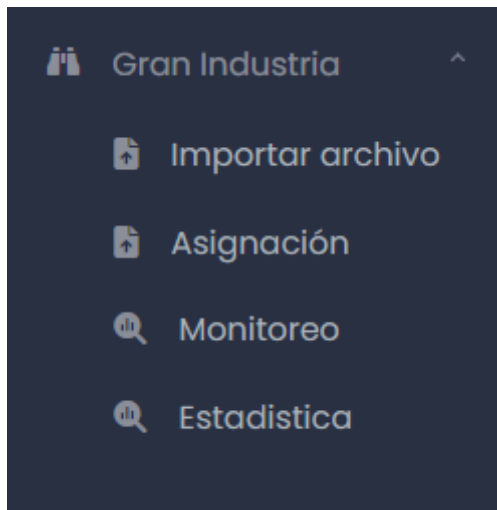 Gran Industria
Importar archivo
Asignación
Monitoreo
Estadistica